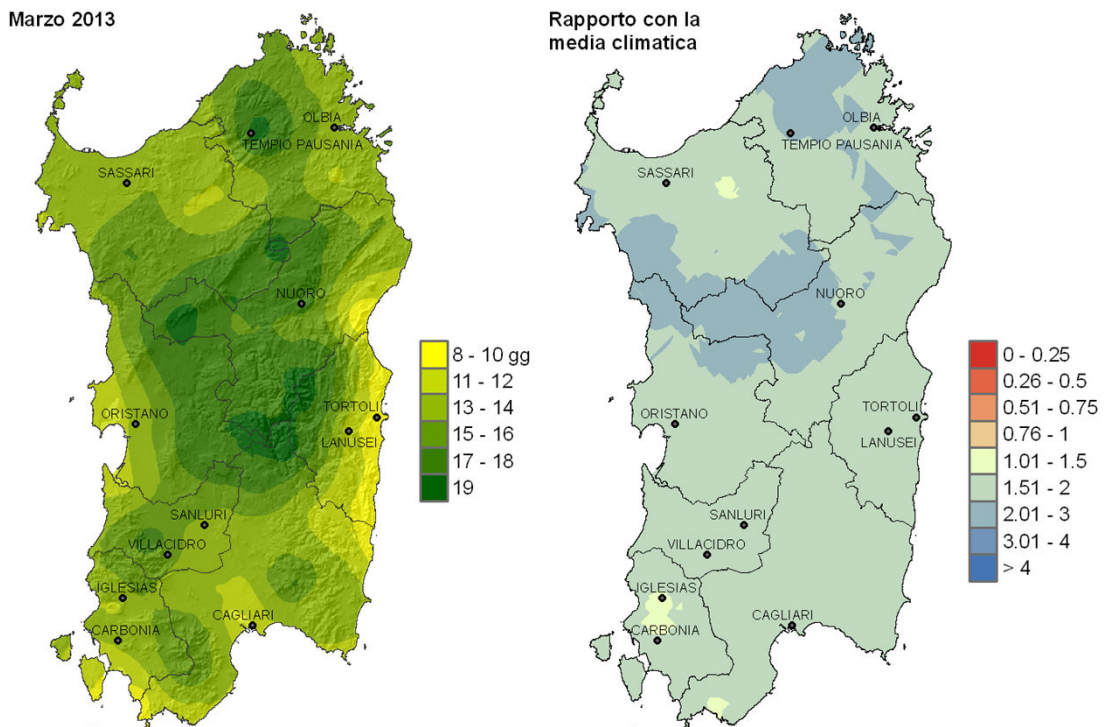 Marzo 2013
OLBIA
TEMPIO PAUSANIA
SASSARI
NUORO
ORISTANO
TORTOLI
LANUSEI
SANLURI
VILLACIDRO
IGLESIAS
CAGLIARI
CARBONIA
8 - 10 gg
11 - 12
13 - 14
15 - 16
17 - 18
19
Rapporto con la
media climatica
OLBIA
TEMPIO PAUSANIA
SASSARI
NUORO
ORISTANO
TORTOLI
LANUSEI
SANLURI
VILLACIDRO
IGLESIAS
CAGLIARI
CARBONIA
0 - 0.25
0.26 - 0.5
0.51 - 0.75
0.76 - 1
1.01 - 1.5
1.51 - 2
2.01 - 3
3.01 - 4
> 4